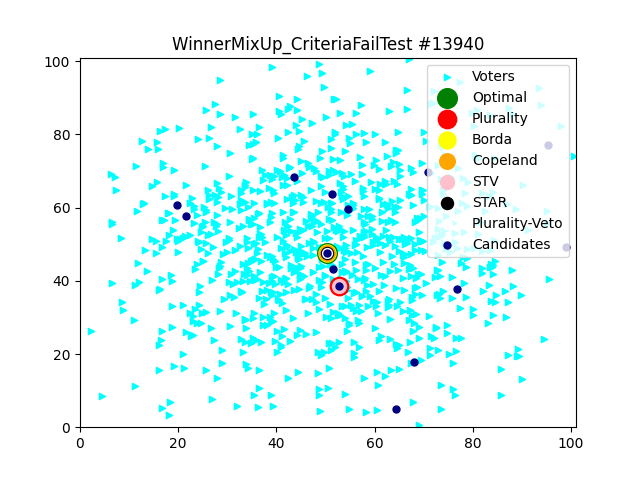 WinnerMixUp_CriteriaFailTest #13940
100
80
60
40
20
0
0
20
40
60
80
100
Voters
Optimal
Plurality
Borda
Copeland
STV
STAR
Plurality-Veto
Candidates